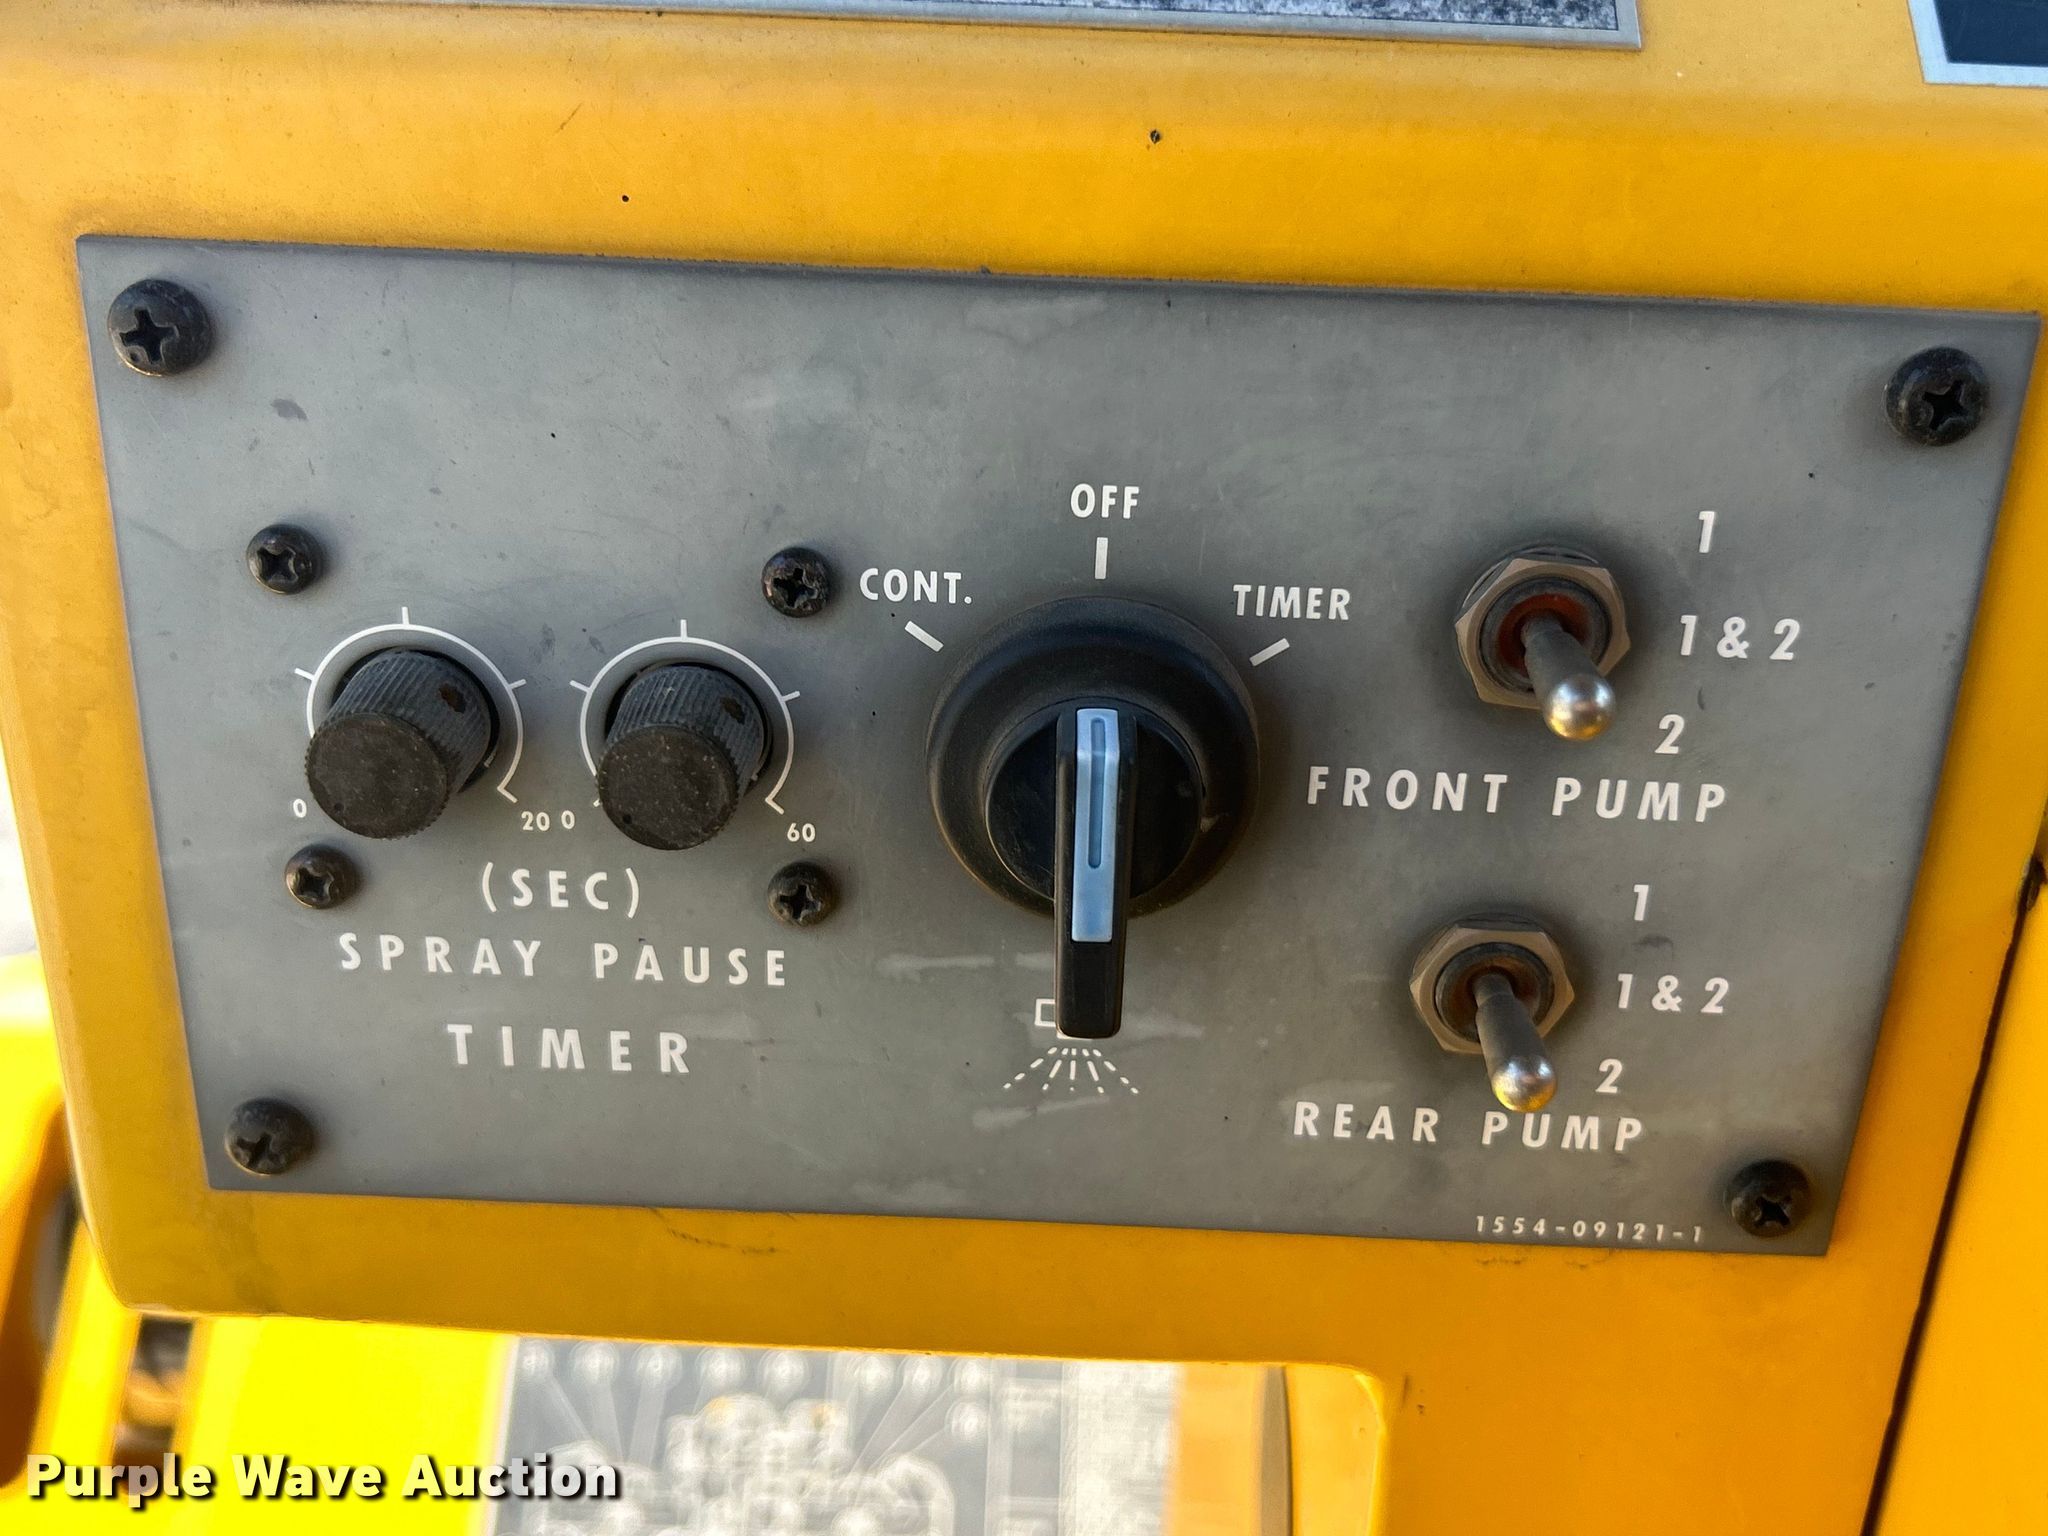 OFF
CONT.
TIMER
0
20
0
60
(SEC)
SPRAY PAUSE
TIMER
1
1 & 2
2
FRONT PUMP
1
1 & 2
2
REAR PUMP
1554-09121-1
Purple Wave Auction